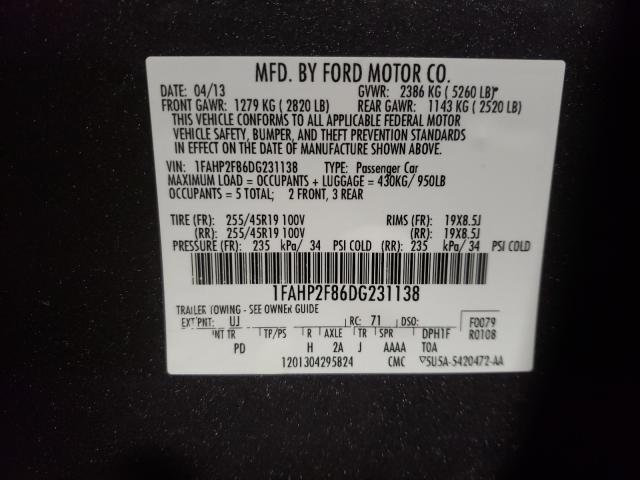 MFD. BY FORD MOTOR CO.
DATE: 04/13 GVWR: 2386 KG (5260 LB)*
FRONT GAWR: 1279 KG (2820 LB) REAR GAWR: 1143 KG (2520 LB)
THIS VEHICLE CONFORMS TO ALL APPLICABLE FEDERAL MOTOR
VEHICLE SAFETY, BUMPER, AND THEFT PREVENTION STANDARDS
IN EFFECT ON THE DATE OF MANUFACTURE SHOWN ABOVE.
VIN: 1FAHP2F86DG231138 TYPE: Passenger Car
MAXIMUM LOAD = OCCUPANTS + LUGGAGE = 430KG/ 950LB
OCCUPANTS = 5 TOTAL; 2 FRONT, 3 REAR
TIRE (FR): 255/45R19 100V RIMS (FR): 19X8.5J
(RR): 255/45R19 100V (RR): 19X8.5J
PRESSURE (FR): 235 kPa/ 34 PSI COLD (RR): 235 kPa/ 34 PSI COLD
1FAHP2F86DG231138
TRAILER TOWING - SEE OWNER GUIDE
EXT PNT: UJ RC: 71 DSO: F0079
INT TR TP/PS R AXLE TR SPR DPH1F R0108
PD H 2A J AAAA TOA
1201304295824 CMC 5U5A-5420472-AA